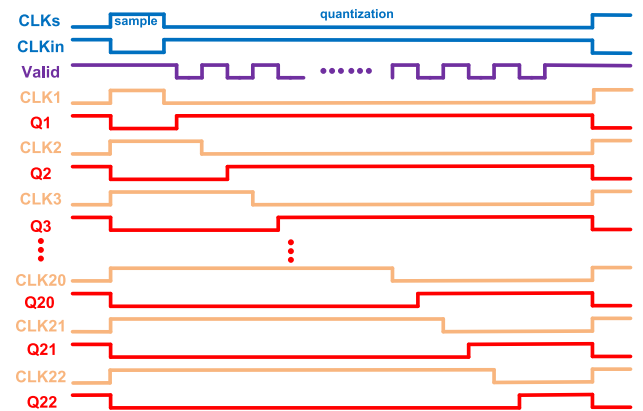 CLKs
sample
quantization
CLKin
Valid
CLK1
Q1
CLK2
Q2
CLK3
Q3
CLK20
Q20
CLK21
Q21
CLK22
Q22